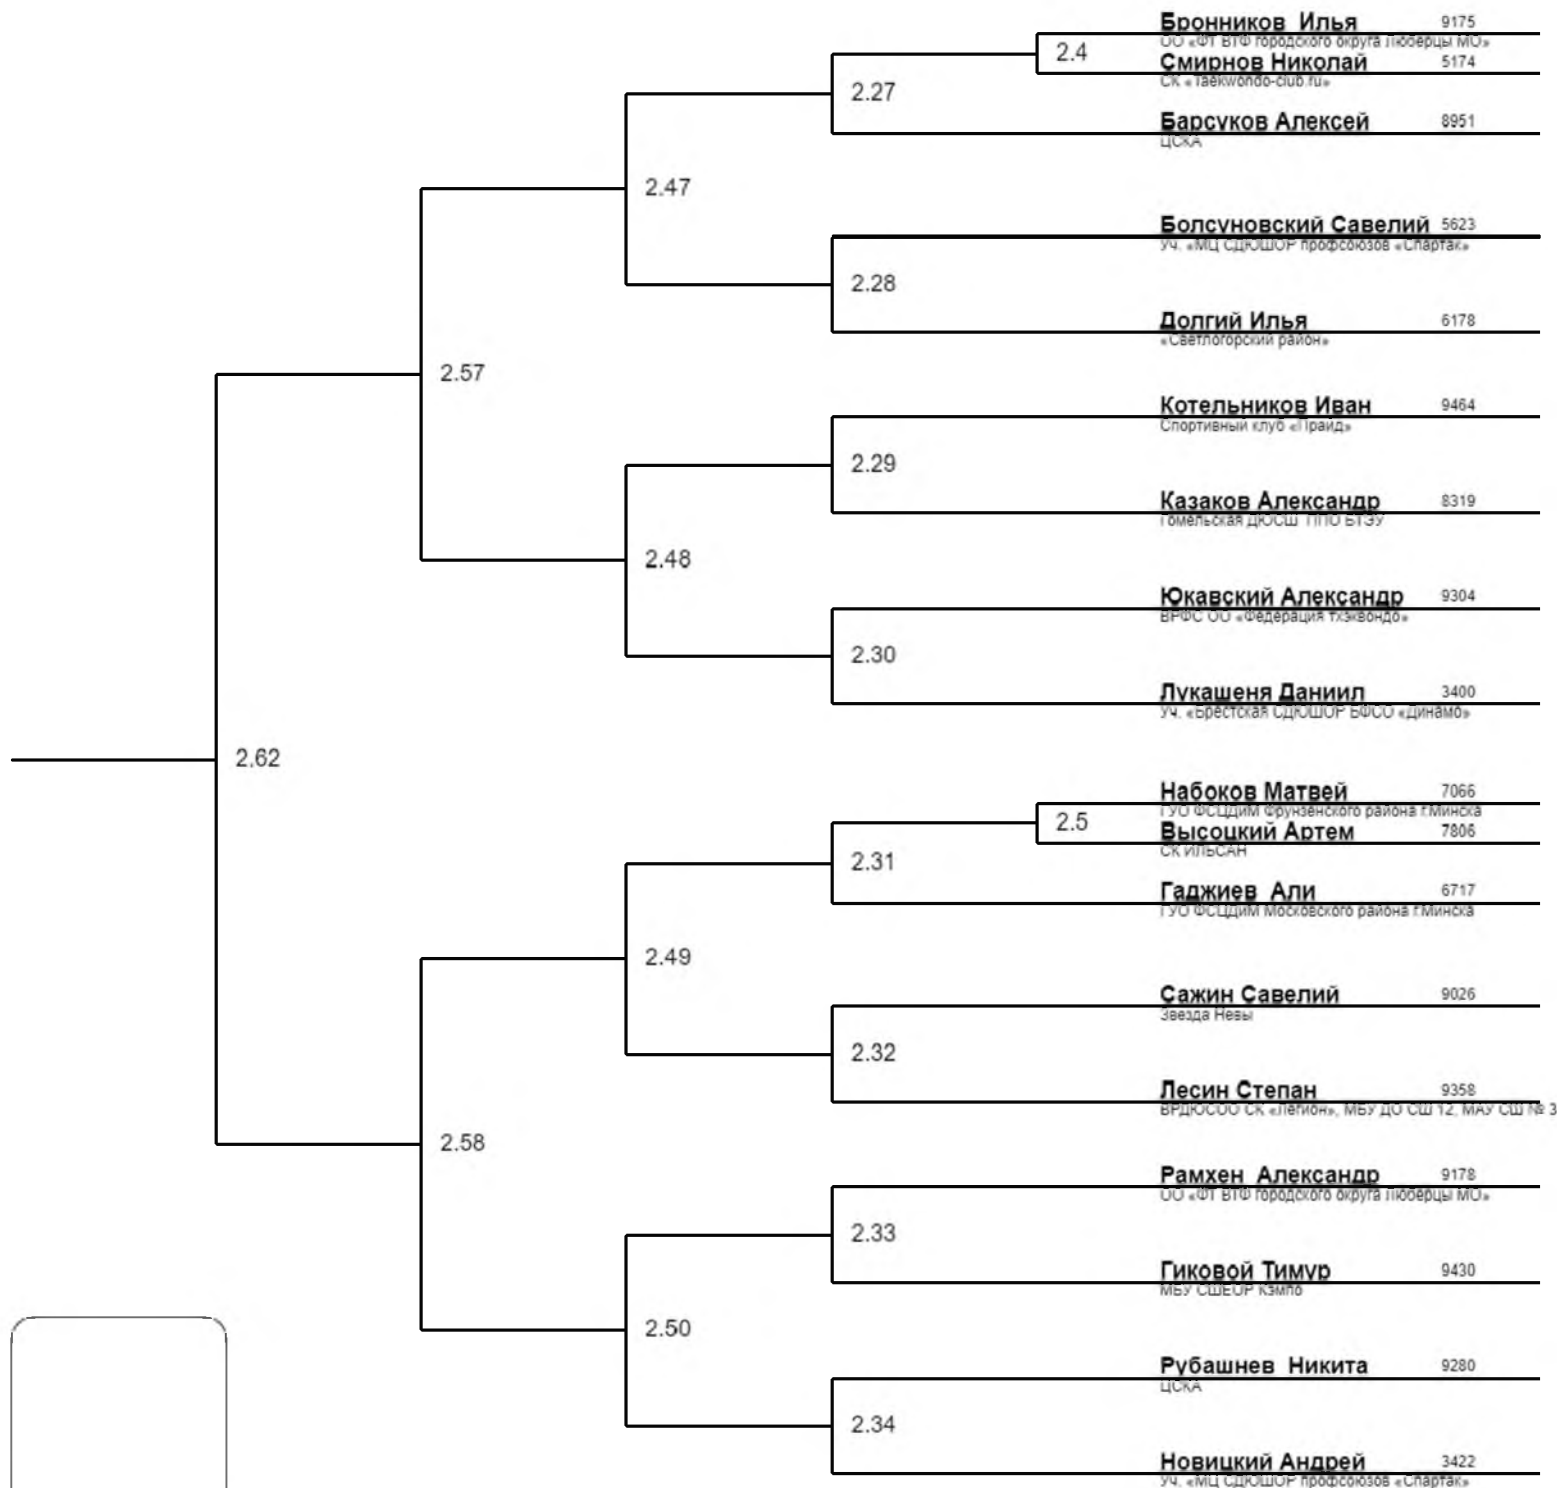 Бронников Илья 9175
ОО «ФТ ВТФ городского округа Люберцы МО»
2.4
Смирнов Николай 5174
СК «Taekwondo-club.ru»
2.27
Барсуков Алексей 8951
ЦСКА
2.47
Болсуновский Савелий 5623
Уч. «МЦ СДЮШОР профсоюзов «Спартак»
2.28
Долгий Илья 6178
«Светлогорский район»
2.57
Котельников Иван 9464
Спортивный клуб «Прайд»
2.29
Казаков Александр 8319
Гомельская ДЮСШ ППО БТЭУ
2.48
Юкавский Александр 9304
ВРФС ОО «Федерация тхэквондо»
2.30
Лукашеня Даниил 3400
Уч. «Брестская СДЮШОР БФСО «Динамо»
2.62
Набоков Матвей 7066
ГУО ФСЦДиМ Фрунзенского района г.Минска
2.5
Высоцкий Артем 7806
СК ИЛЬСАН
2.31
Гаджиев Али 6717
ГУО ФСЦДиМ Московского района г.Минска
2.49
Сажин Савелий 9026
Звезда Невы
2.32
Лесин Степан 9358
ВРДЮСОО СК «Легион», МБУ ДО СШ 12, МАУ СШ № 3
2.58
Рамхен Александр 9178
ОО «ФТ ВТФ городского округа Люберцы МО»
2.33
Гиковой Тимур 9430
МБУ СШЕОР Кэмпо
2.50
Рубашнев Никита 9280
ЦСКА
2.34
Новицкий Андрей 3422
Уч. «МЦ СДЮШОР профсоюзов «Спартак»